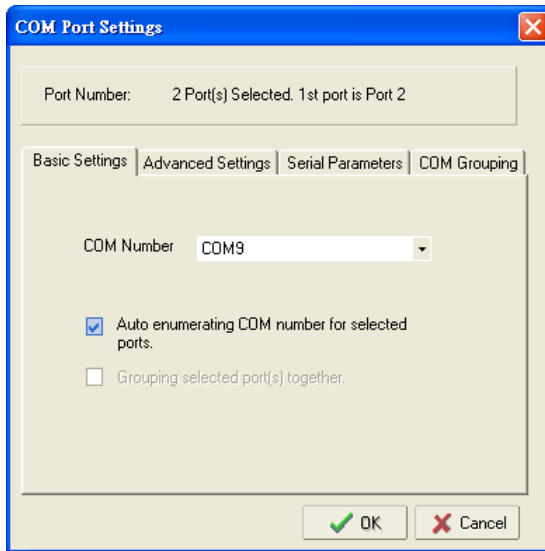 COM Port Settings
Port Number: 2 Port(s) Selected. 1st port is Port 2
Basic Settings Advanced Settings Serial Parameters COM Grouping
COM Number COM9
Auto enumerating COM number for selected
ports.
Grouping selected port(s) together.
OK Cancel